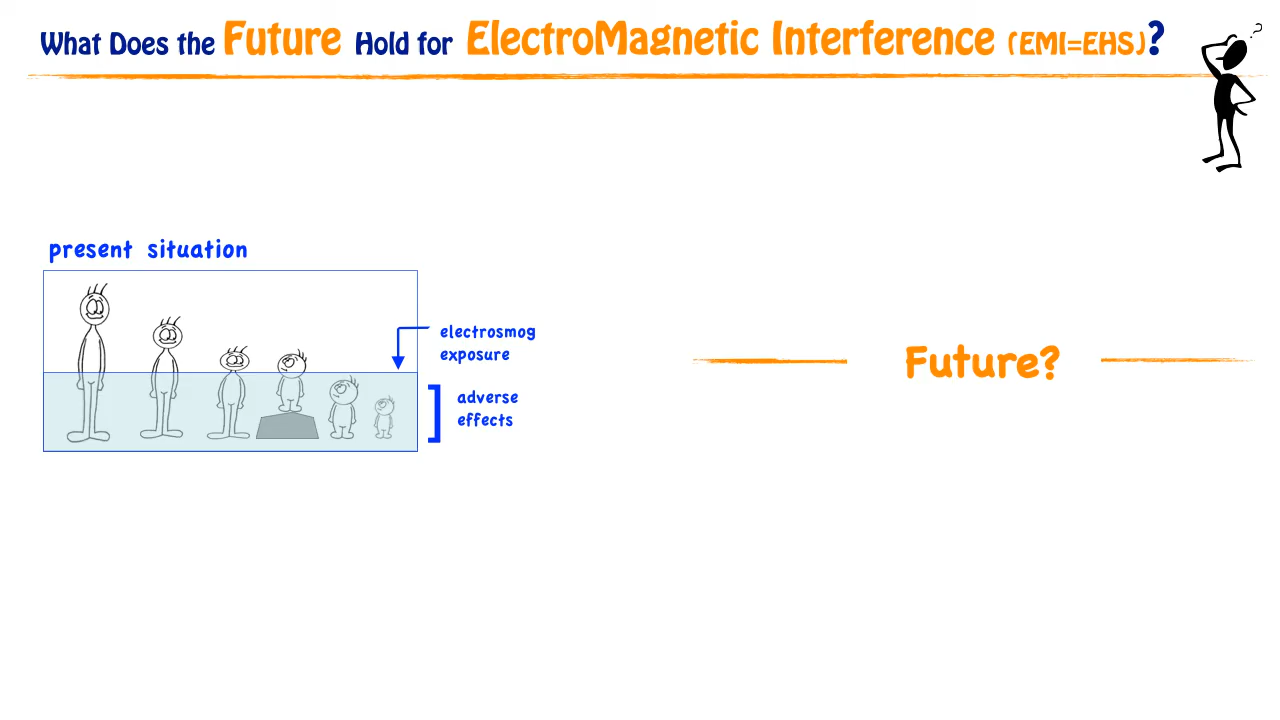 What Does the Future Hold for ElectroMagnetic Interference (EMI=EHS)?
present situation
electrosmog
exposure
adverse
effects
Future?